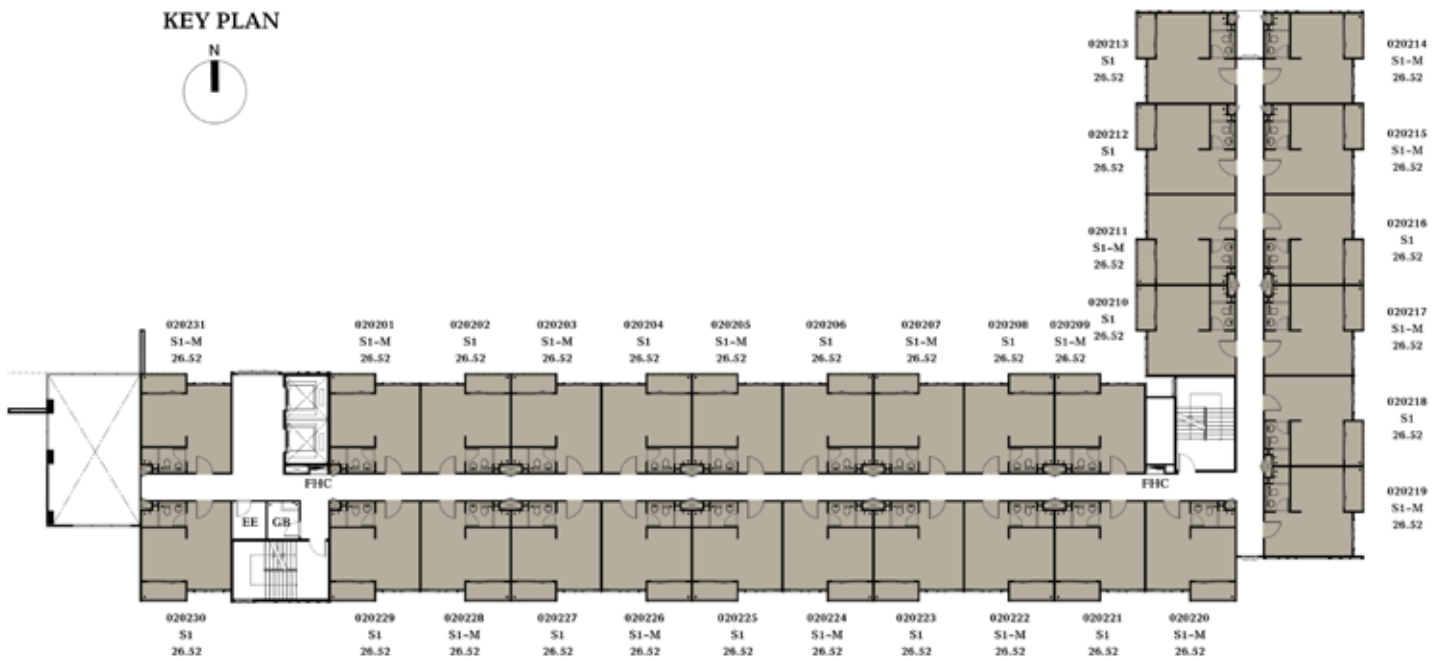 KEY PLAN
N
020213
S1
26.52
020214
S1-M
26.52
020212
S1
26.52
020215
S1-M
26.52
020211
S1-M
26.52
020216
S1
26.52
020210
S1
26.52
020217
S1-M
26.52
020231
S1-M
26.52
020201
S1-M
26.52
020202
S1
26.52
020203
S1-M
26.52
020204
S1
26.52
020205
S1-M
26.52
020206
S1
26.52
020207
S1-M
26.52
020208
S1
26.52
020209
S1-M
26.52
020218
S1
26.52
020219
S1-M
26.52
FHC
FHC
EE
GB
020230
S1
26.52
020229
S1
26.52
020228
S1-M
26.52
020227
S1
26.52
020226
S1-M
26.52
020225
S1
26.52
020224
S1-M
26.52
020223
S1
26.52
020222
S1-M
26.52
020221
S1
26.52
020220
S1-M
26.52